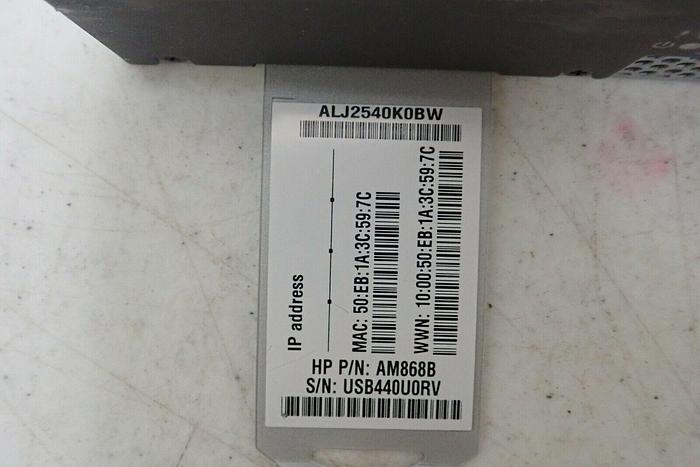 ALJ2540K0BW
IP address
MAC: 50:EB:1A:3C:59:7C
WWN: 10:00:50:EB:1A:3C:59:7C
HP P/N: AM868B
S/N: USB440U0RV